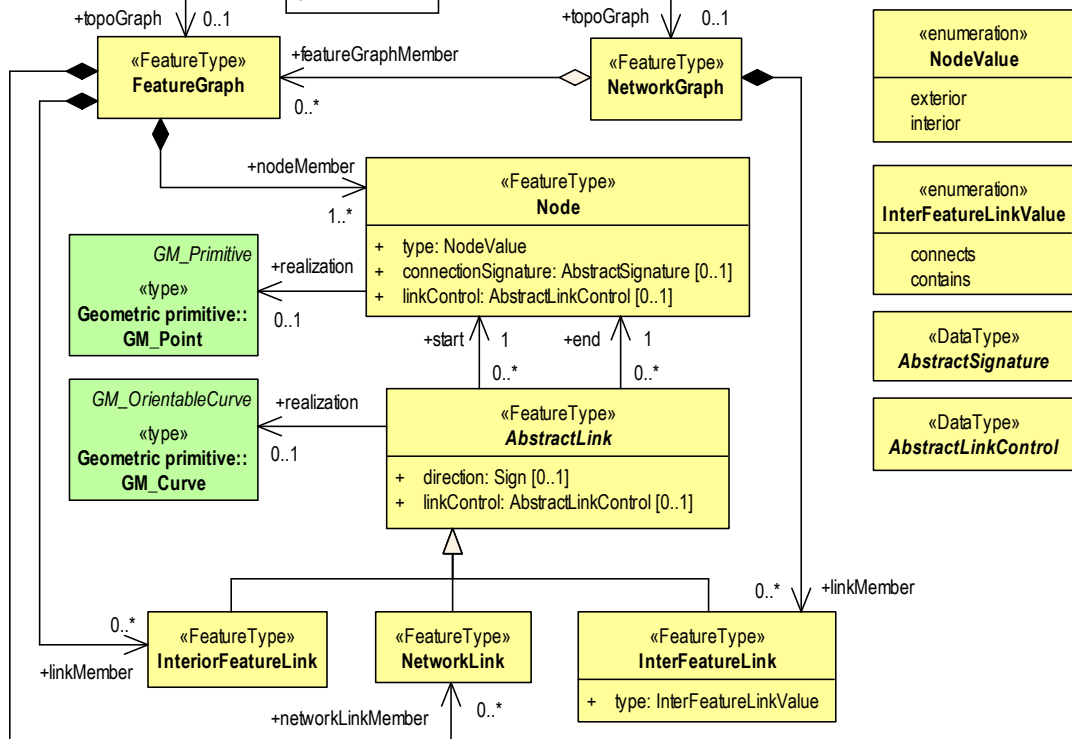 +topoGraph
0..1
«FeatureType»
FeatureGraph
+featureGraphMember
0..*
+topoGraph
0..1
«FeatureType»
NetworkGraph
«enumeration»
NodeValue
exterior
interior
+nodeMember
1..*
«FeatureType»
Node
+ type: NodeValue
+ connectionSignature: AbstractSignature [0..1]
+ linkControl: AbstractLinkControl [0..1]
«enumeration»
InterFeatureLinkValue
connects
contains
GM_Primitive
«type»
Geometric primitive::
GM_Point
+realization
0..1
+start
1
0..*
+end
1
0..*
«DataType»
AbstractSignature
«DataType»
AbstractLinkControl
GM_OrientableCurve
«type»
Geometric primitive::
GM_Curve
+realization
0..1
«FeatureType»
AbstractLink
+ direction: Sign [0..1]
+ linkControl: AbstractLinkControl [0..1]
0..*
+linkMember
0..*
+linkMember
«FeatureType»
InteriorFeatureLink
«FeatureType»
NetworkLink
«FeatureType»
InterFeatureLink
+ type: InterFeatureLinkValue
+networkLinkMember
0..*